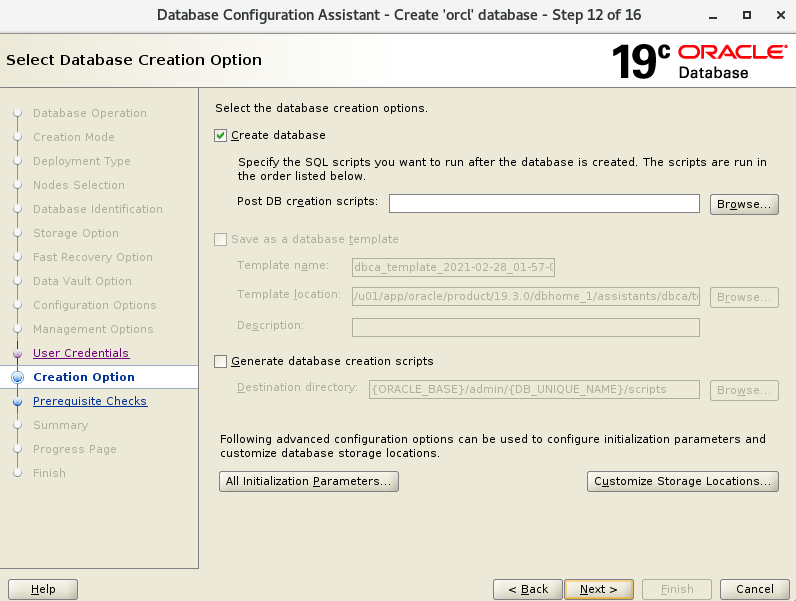 Database Configuration Assistant - Create 'orcl' database - Step 12 of 16
Select Database Creation Option
19c ORACLE
Database
Database Operation
Creation Mode
Deployment Type
Nodes Selection
Database Identification
Storage Option
Fast Recovery Option
Data Vault Option
Configuration Options
Management Options
User Credentials
Creation Option
Prerequisite Checks
Summary
Progress Page
Finish
Select the database creation options.
Create database
Specify the SQL scripts you want to run after the database is created. The scripts are run in
the order listed below.
Post DB creation scripts: Browse...
Save as a database template
Template name: dbca_template_2021-02-28_01-57-0
Template location: /u01/app/oracle/product/19.3.0/dbhome_1/assistants/dbca/te Browse...
Description:
Generate database creation scripts
Destination directory: {ORACLE_BASE}/admin/{DB_UNIQUE_NAME}/scripts Browse...
Following advanced configuration options can be used to configure initialization parameters and
customize database storage locations.
All Initialization Parameters... Customize Storage Locations...
Help < Back Next > Finish Cancel